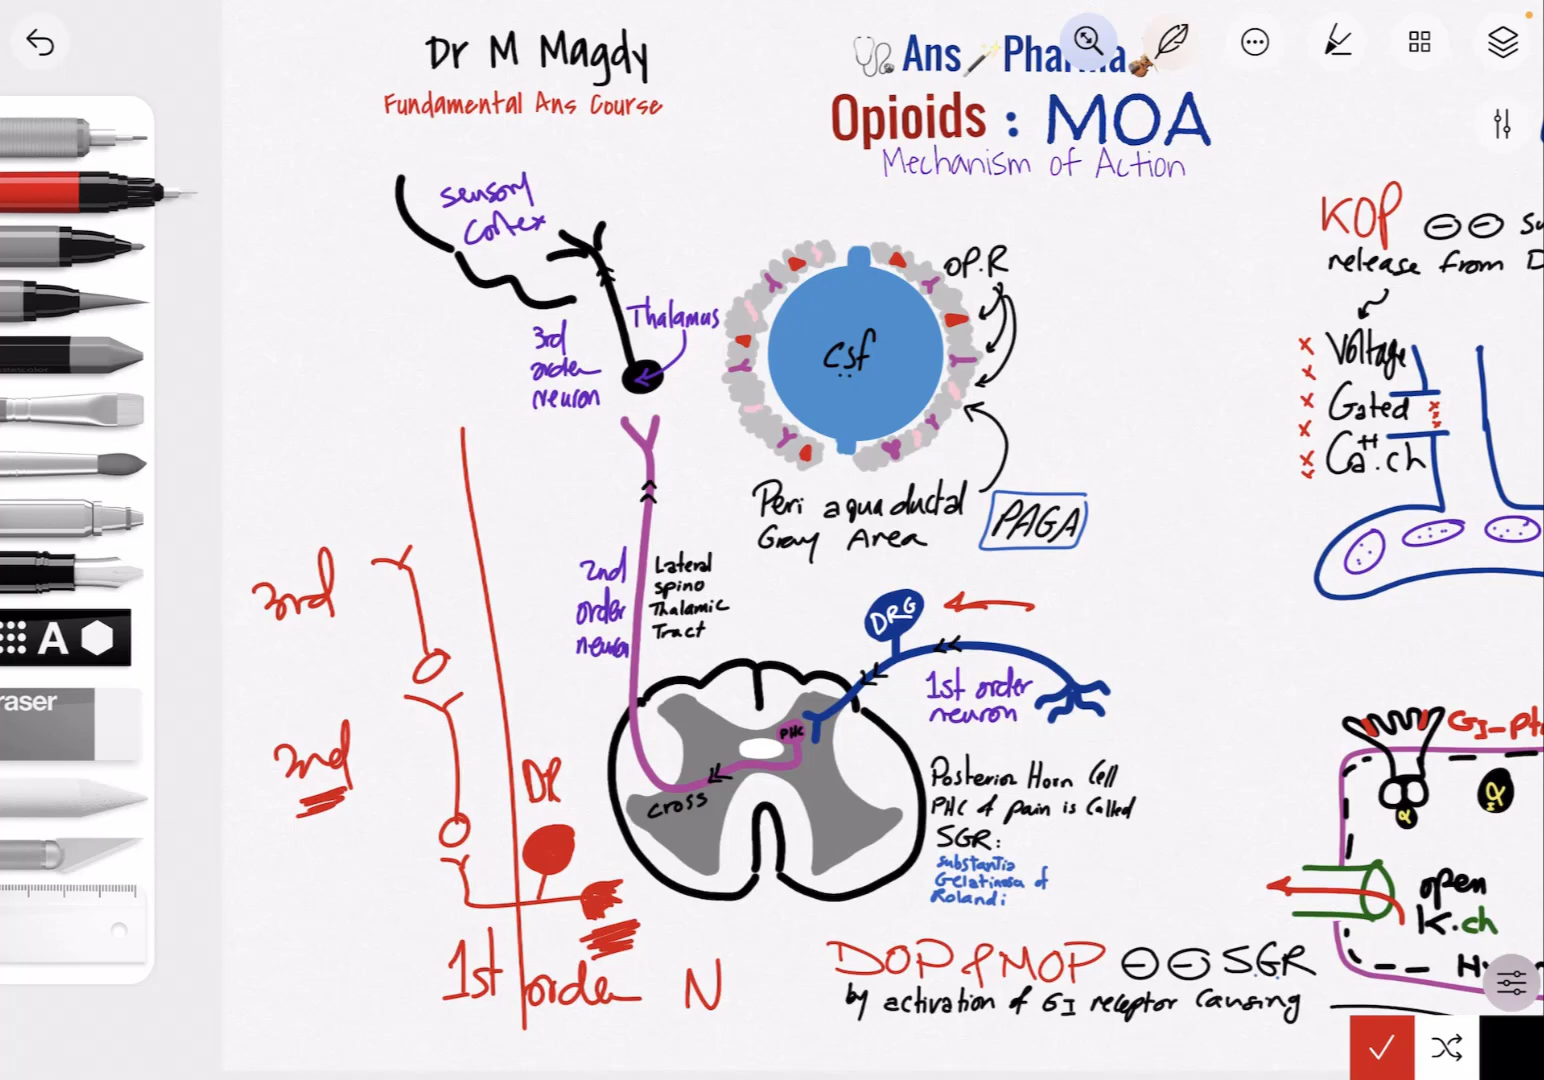 Dr M Magdy
Fundamental Ans Course
Ans Pharma
Opioids : MOA
Mechanism of Action
sensory
cortex
3rd
order
neuron
Thalamus
csf
OP.R
Peri aquaductal
Gray Area
PAGA
KOP
release from
Voltage
Gated
Ca++.ch
3rd
2nd
DR
1st order N
2nd
order
neuron
Lateral
spino
Thalamic
Tract
DRG
1st order
neuron
PHC
cross
Posterior Horn Cell
PHC of pain is called
SGR:
substantia
Gelatinosa of
Rolandi
DOP & MOP ⊖⊖ SGR
by activation of GI receptor causing
open
K.ch
A
raser